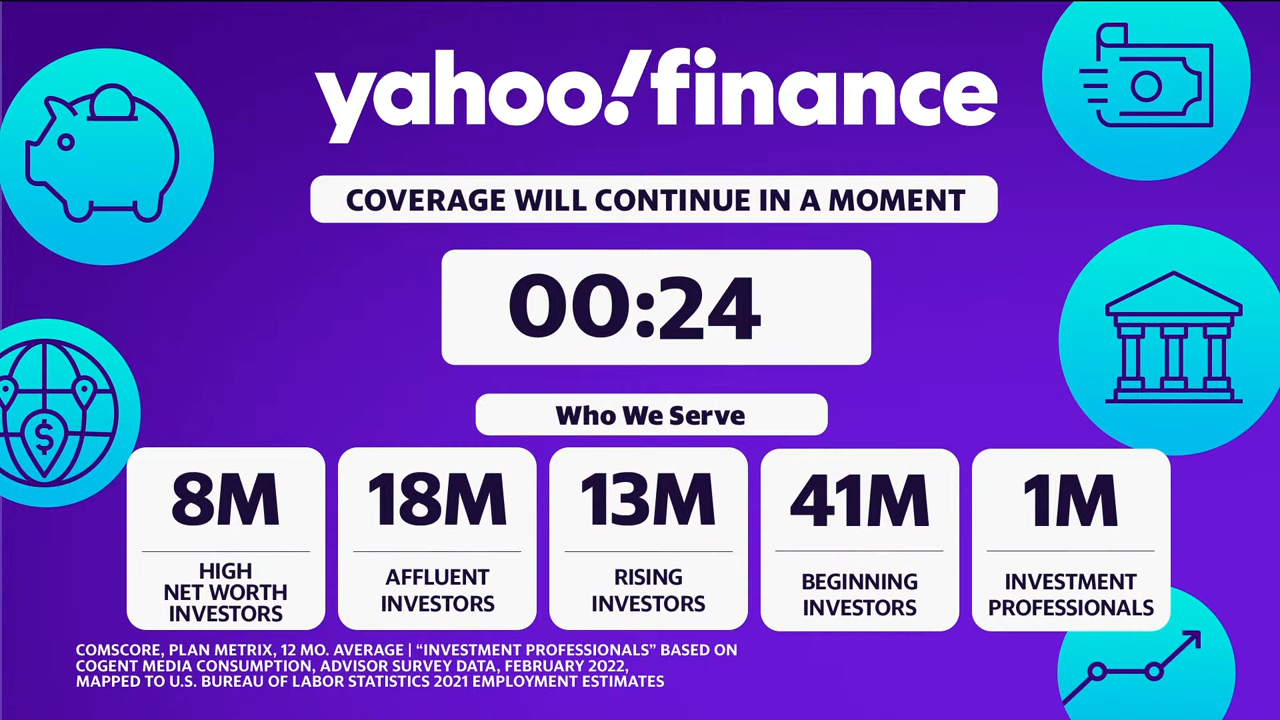 yahoo!finance
COVERAGE WILL CONTINUE IN A MOMENT
00:24
Who We Serve
8M
HIGH
NET WORTH
INVESTORS
18M
AFFLUENT
INVESTORS
13M
RISING
INVESTORS
41M
BEGINNING
INVESTORS
1M
INVESTMENT
PROFESSIONALS
COMSCORE, PLAN METRIX, 12 MO. AVERAGE | “INVESTMENT PROFESSIONALS” BASED ON
COGENT MEDIA CONSUMPTION, ADVISOR SURVEY DATA, FEBRUARY 2022,
MAPPED TO U.S. BUREAU OF LABOR STATISTICS 2021 EMPLOYMENT ESTIMATES
$